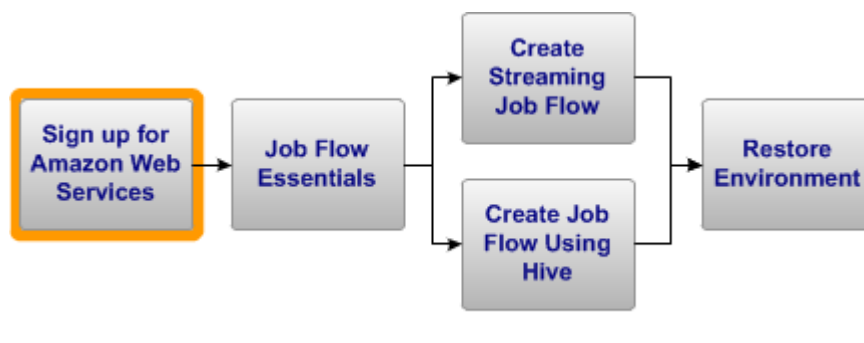 Sign up for
Amazon Web
Services
Job Flow
Essentials
Create
Streaming
Job Flow
Create Job
Flow Using
Hive
Restore
Environment